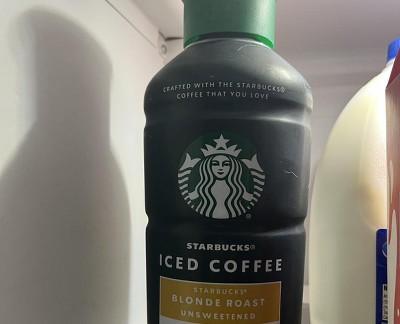 CRAFTED WITH THE STARBUCKS®
COFFEE THAT YOU LOVE
STARBUCKS®
ICED COFFEE
STARBUCKS®
BLONDE ROAST
UNSWEETENED